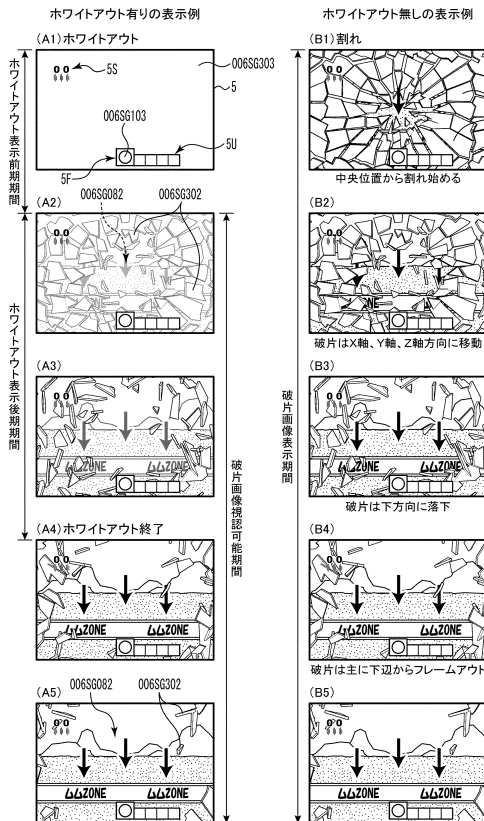 ホワイトアウト有りの表示例
(A1)ホワイトアウト
00
5S
006SG303
5
006SG103
5U
5F
ホワイトアウト表示前期期間
(A2)
006SG082
006SG302
00
ホワイトアウト表示後期期間
(A3)
00
ムムZONE
ムムZONE
破片画像視認可能期間
(A4)ホワイトアウト終了
00
ムムZONE
ムムZONE
(A5)
006SG082
006SG302
00
ムムZONE
ムムZONE
ホワイトアウト無しの表示例
(B1)割れ
00
中央位置から割れ始める
(B2)
00
破片はX軸、Y軸、Z軸方向に移動
破片画像表示期間
(B3)
00
ムムZONE
ムムZONE
破片は下方向に落下
(B4)
00
ムムZONE
ムムZONE
破片は主に下辺からフレームアウト
(B5)
00
ムムZONE
ムムZONE